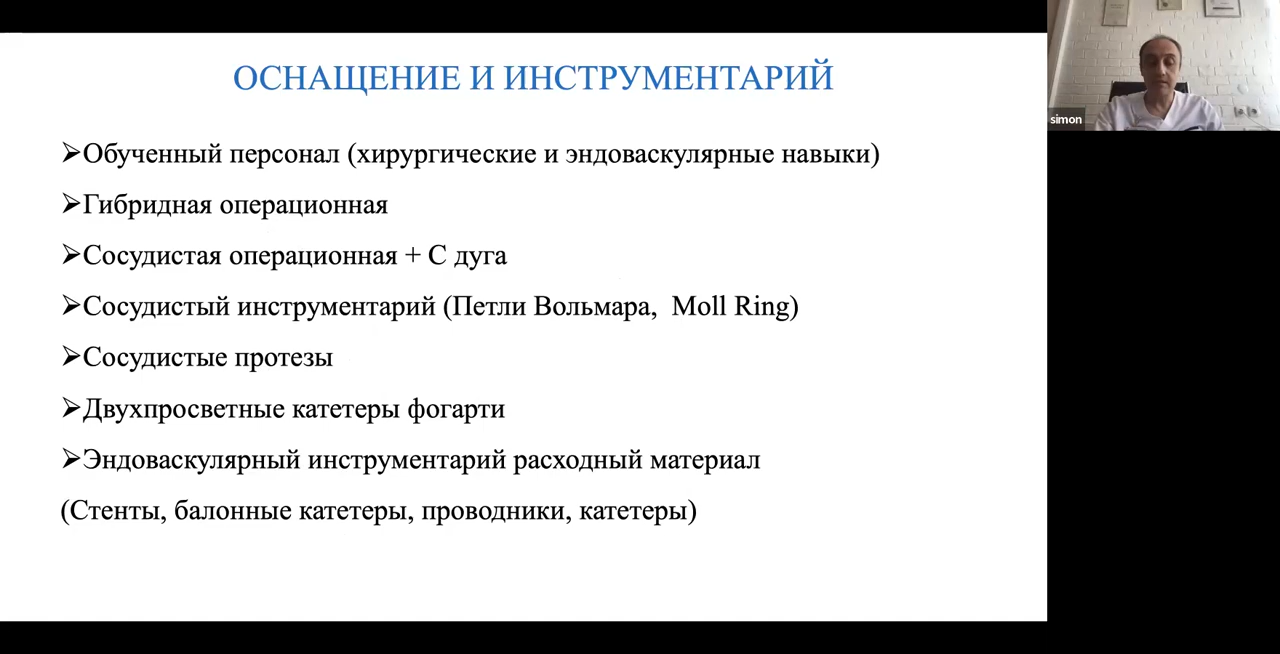 ОСНАЩЕНИЕ И ИНСТРУМЕНТАРИЙ
➢Обученный персонал (хирургические и эндоваскулярные навыки)
➢Гибридная операционная
➢Сосудистая операционная + С дуга
➢Сосудистый инструментарий (Петли Вольмара, Moll Ring)
➢Сосудистые протезы
➢Двухпросветные катетеры фогарти
➢Эндоваскулярный инструментарий расходный материал
(Стенты, балонные катетеры, проводники, катетеры)
simon